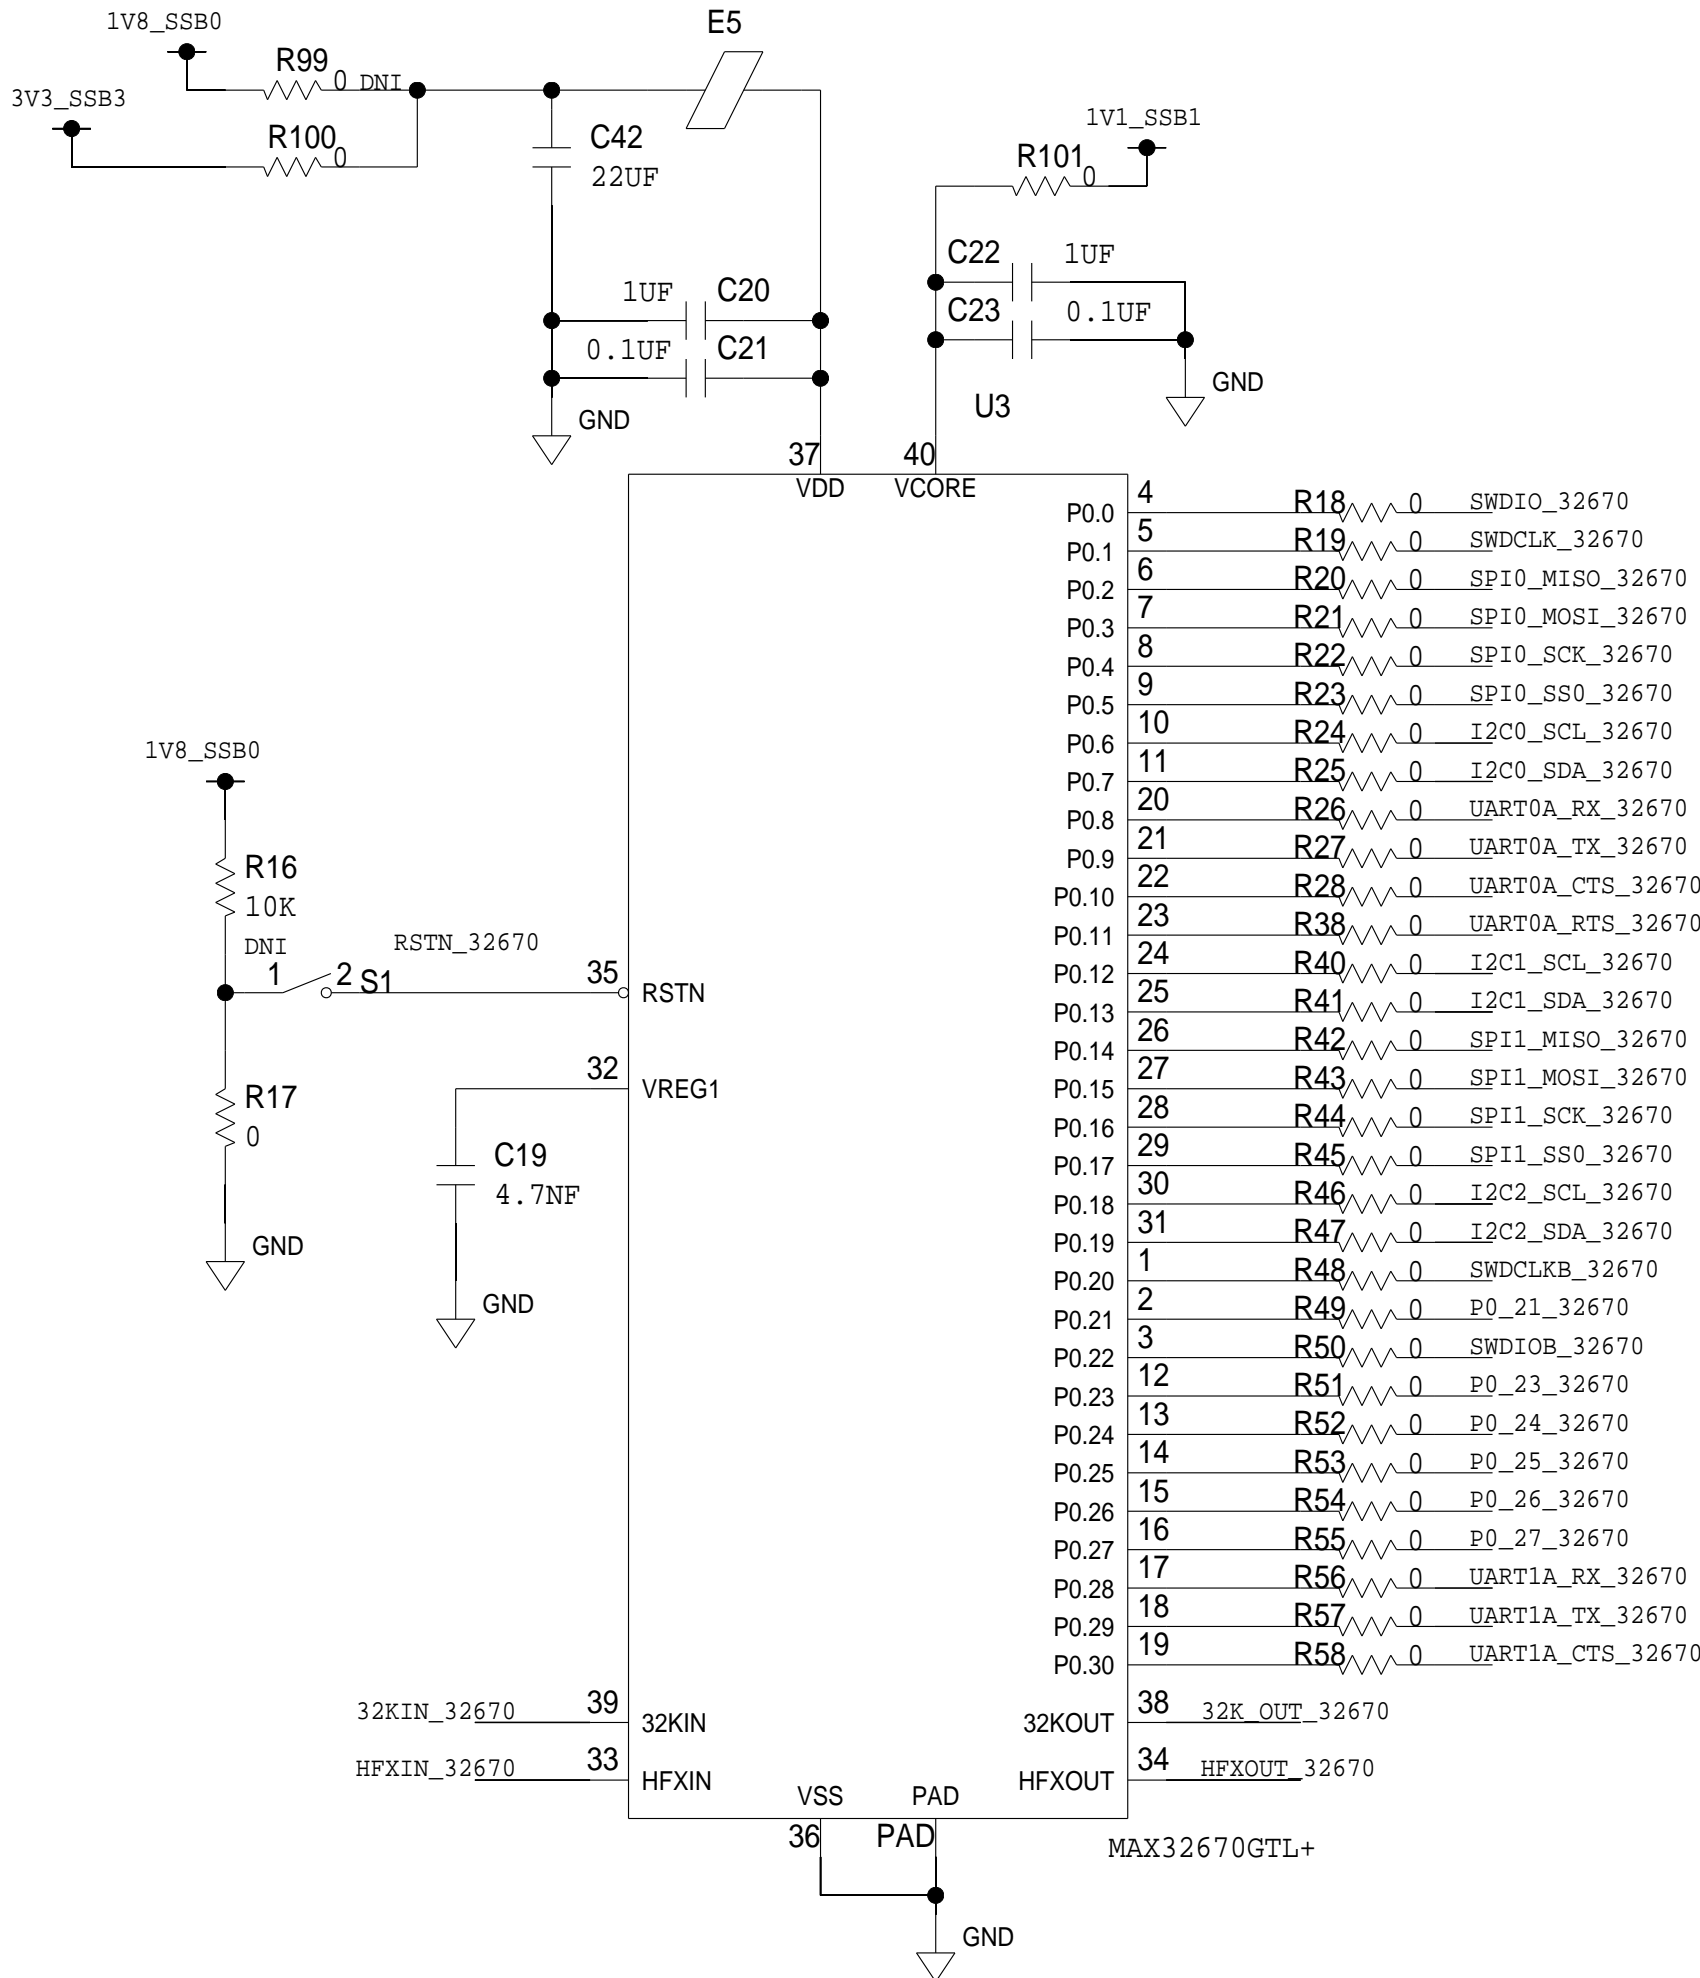 1V8_SSB0
E5
R99 0 DNI
3V3_SSB3
R100 0
C42
22UF
1V1_SSB1
R101 0
C22 1UF
C23 0.1UF
1UF C20
0.1UF C21
GND
GND
U3
37
VDD
40
VCORE
P0.0 4 R18 0 SWDIO_32670
P0.1 5 R19 0 SWDCLK_32670
P0.2 6 R20 0 SPI0_MISO_32670
P0.3 7 R21 0 SPI0_MOSI_32670
P0.4 8 R22 0 SPI0_SCK_32670
P0.5 9 R23 0 SPI0_SS0_32670
P0.6 10 R24 0 I2C0_SCL_32670
P0.7 11 R25 0 I2C0_SDA_32670
P0.8 20 R26 0 UART0A_RX_32670
P0.9 21 R27 0 UART0A_TX_32670
P0.10 22 R28 0 UART0A_CTS_32670
P0.11 23 R38 0 UART0A_RTS_32670
P0.12 24 R40 0 I2C1_SCL_32670
P0.13 25 R41 0 I2C1_SDA_32670
P0.14 26 R42 0 SPI1_MISO_32670
P0.15 27 R43 0 SPI1_MOSI_32670
P0.16 28 R44 0 SPI1_SCK_32670
P0.17 29 R45 0 SPI1_SS0_32670
P0.18 30 R46 0 I2C2_SCL_32670
P0.19 31 R47 0 I2C2_SDA_32670
P0.20 1 R48 0 SWDCLKB_32670
P0.21 2 R49 0 P0_21_32670
P0.22 3 R50 0 SWDIOB_32670
P0.23 12 R51 0 P0_23_32670
P0.24 13 R52 0 P0_24_32670
P0.25 14 R53 0 P0_25_32670
P0.26 15 R54 0 P0_26_32670
P0.27 16 R55 0 P0_27_32670
P0.28 17 R56 0 UART1A_RX_32670
P0.29 18 R57 0 UART1A_TX_32670
P0.30 19 R58 0 UART1A_CTS_32670
1V8_SSB0
R16
10K
DNI
1 2 S1
RSTN_32670
35 RSTN
32 VREG1
R17
0
GND
C19
4.7NF
GND
32KIN_32670 39 32KIN
32KOUT 38 32K_OUT_32670
HFXIN_32670 33 HFXIN
HFXOUT 34 HFXOUT_32670
VSS PAD
36 PAD
MAX32670GTL+
GND